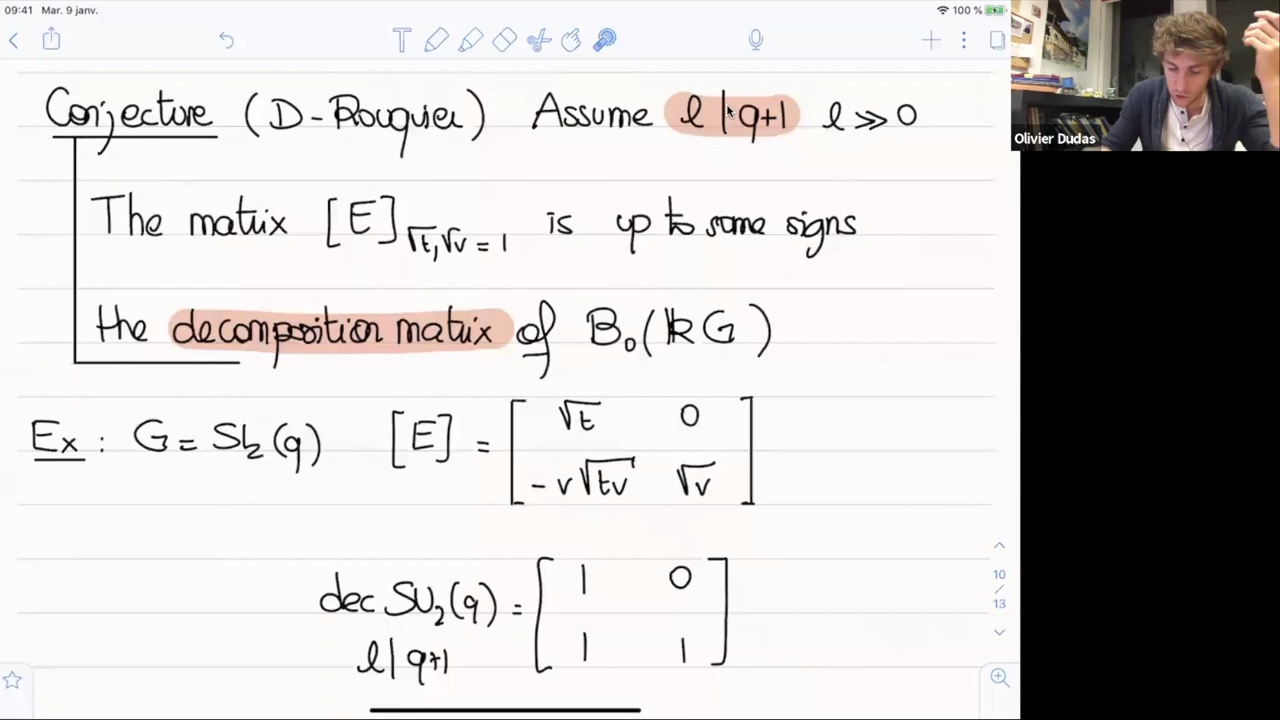 09:41 Mar. 9 janv.
100 %
Conjecture (D-Rouquier) Assume l | q+1 l ≫ 0
Olivier Dudas
The matrix [E]√t,√v = 1 is up to some signs
the decomposition matrix of B₀(kG)
Ex : G = SL₂(q) [E] = [ √t 0
-v√tv √v ]
dec SU₂(q) = [ 1 0
l | q+1 1 1 ]
10
/
13